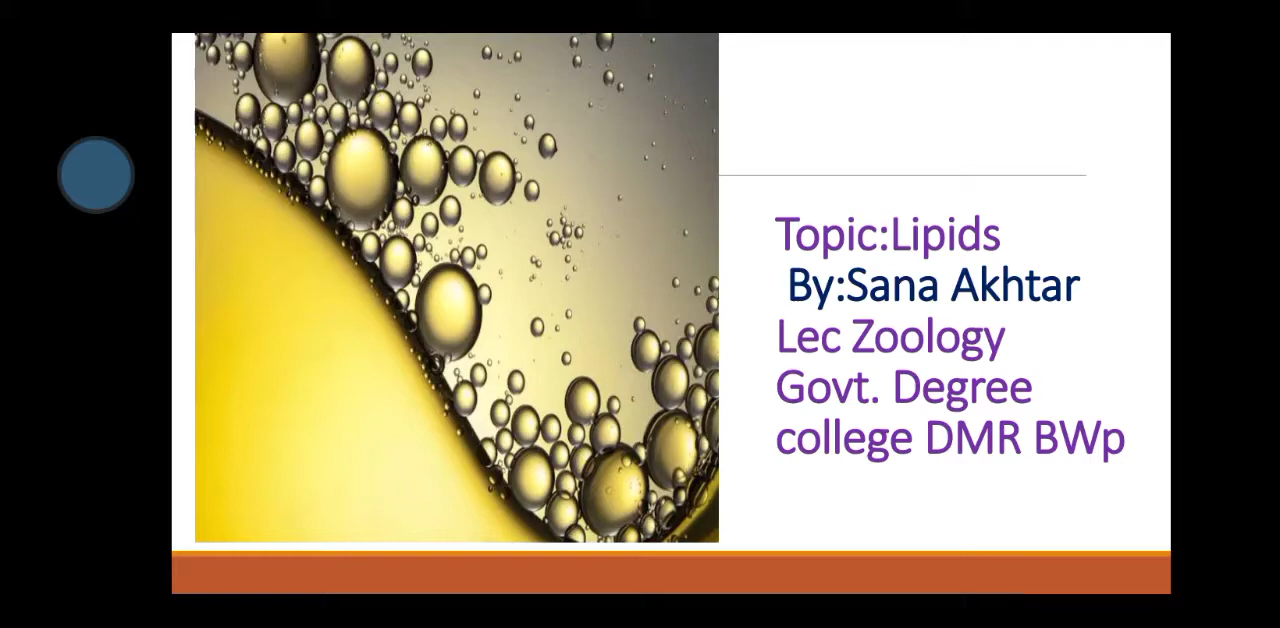 Topic:Lipids
By:Sana Akhtar
Lec Zoology
Govt. Degree
college DMR BWp